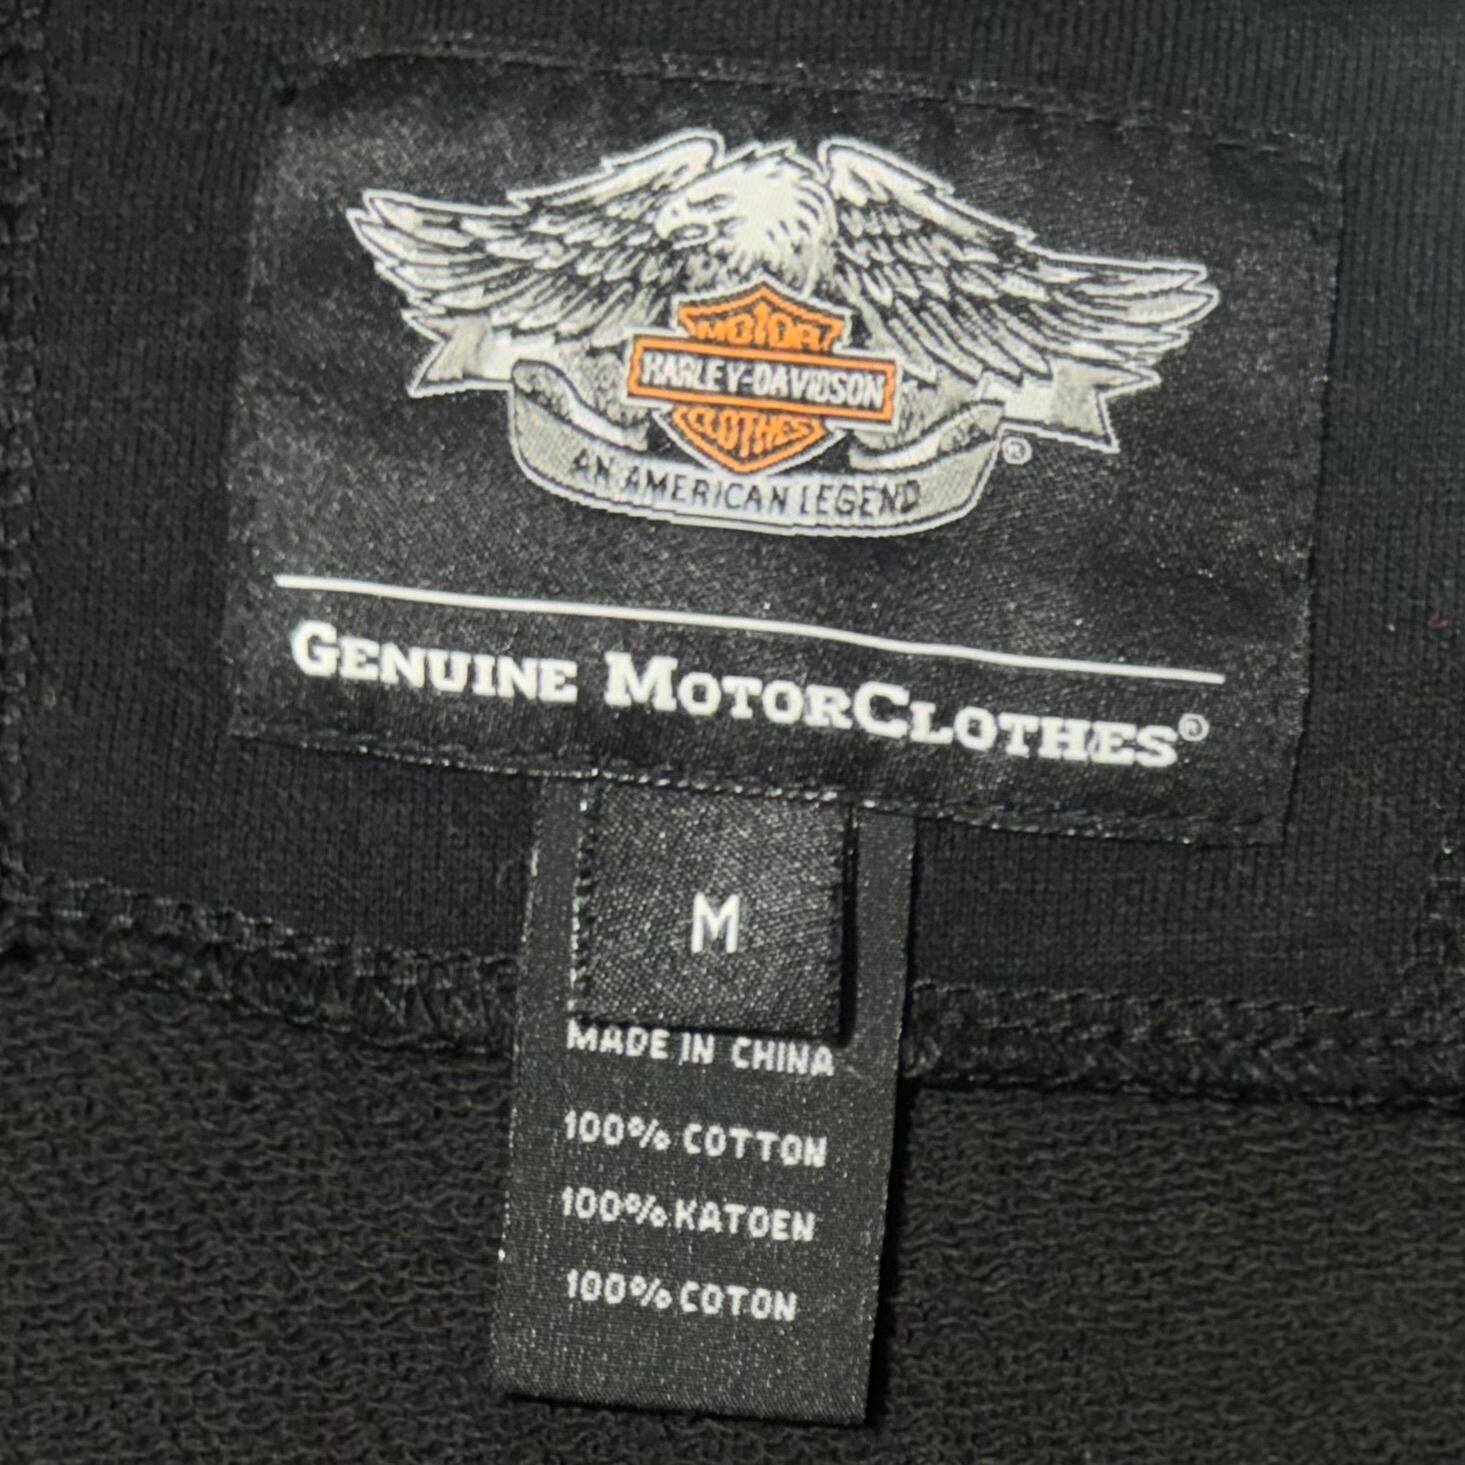 MOTOR
HARLEY-DAVIDSON
CLOTHES
AN AMERICAN LEGEND
®
GENUINE MOTORCLOTHES®
M
MADE IN CHINA
100% COTTON
100% KATOEN
100% COTON